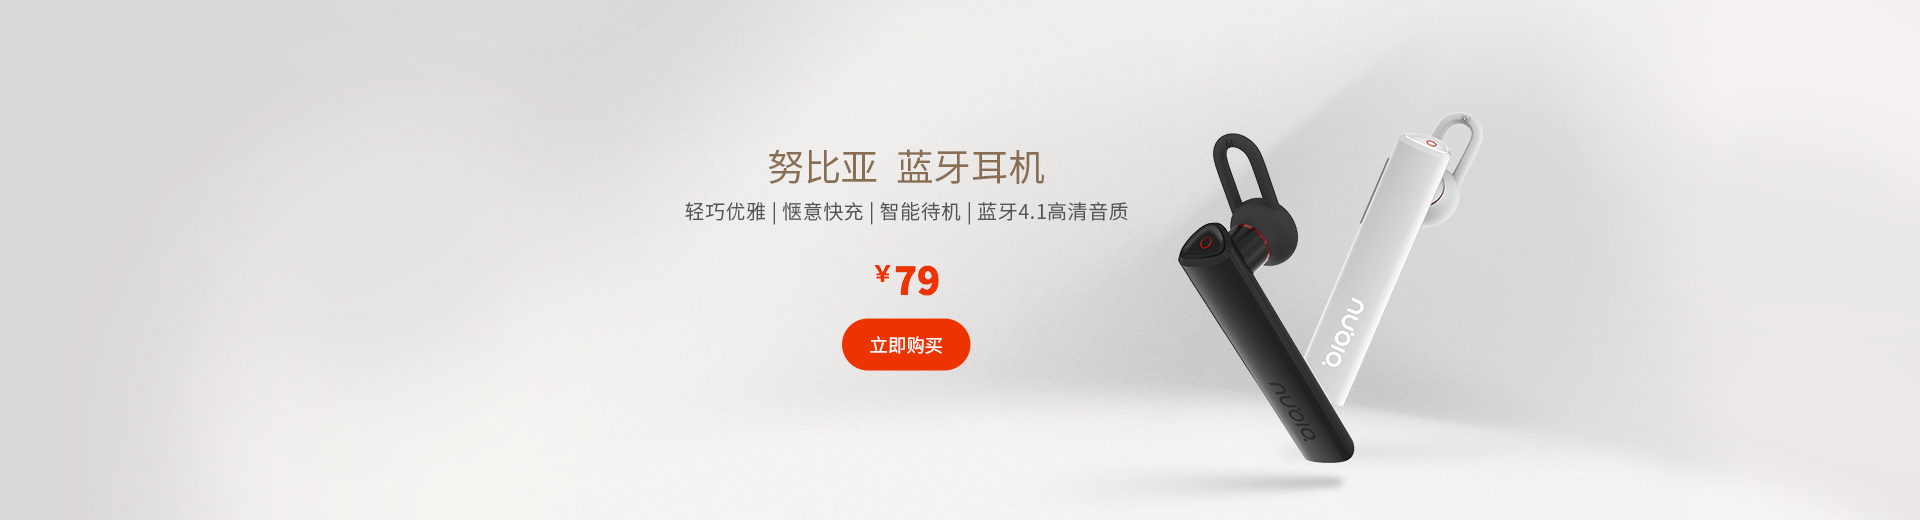 努比亚 蓝牙耳机
轻巧优雅 | 惬意快充 | 智能待机 | 蓝牙4.1高清音质
¥79
立即购买
nubia
nubia